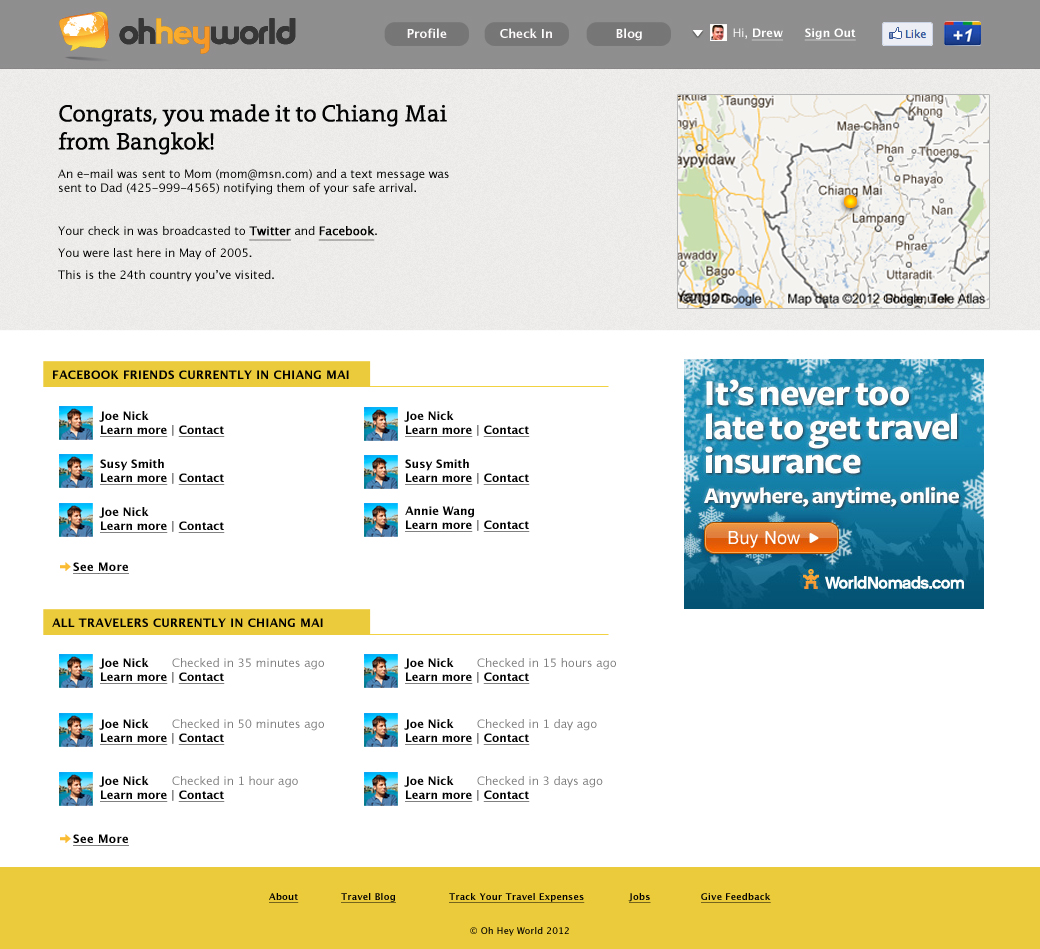 ohheyworld
Profile
Check In
Blog
Hi, Drew
Sign Out
Like
+1
Congrats, you made it to Chiang Mai
from Bangkok!
An e-mail was sent to Mom (mom@msn.com) and a text message was
sent to Dad (425-999-4565) notifying them of your safe arrival.
Your check in was broadcasted to Twitter and Facebook.
You were last here in May of 2005.
This is the 24th country you've visited.
Taunggyi
Chiang
Khong
Mae-Chan
Phan
Thoeng
Phayao
Chiang Mai
Nan
Lampang
Phrae
Bago
Uttaradit
Map data ©2012 Google, Tele Atlas
FACEBOOK FRIENDS CURRENTLY IN CHIANG MAI
Joe Nick
Learn more | Contact
Joe Nick
Learn more | Contact
Susy Smith
Learn more | Contact
Susy Smith
Learn more | Contact
Joe Nick
Learn more | Contact
Annie Wang
Learn more | Contact
See More
It's never too
late to get travel
insurance
Anywhere, anytime, online
Buy Now
WorldNomads.com
ALL TRAVELERS CURRENTLY IN CHIANG MAI
Joe Nick Checked in 35 minutes ago
Learn more | Contact
Joe Nick Checked in 15 hours ago
Learn more | Contact
Joe Nick Checked in 50 minutes ago
Learn more | Contact
Joe Nick Checked in 1 day ago
Learn more | Contact
Joe Nick Checked in 1 hour ago
Learn more | Contact
Joe Nick Checked in 3 days ago
Learn more | Contact
See More
About
Travel Blog
Track Your Travel Expenses
Jobs
Give Feedback
© Oh Hey World 2012